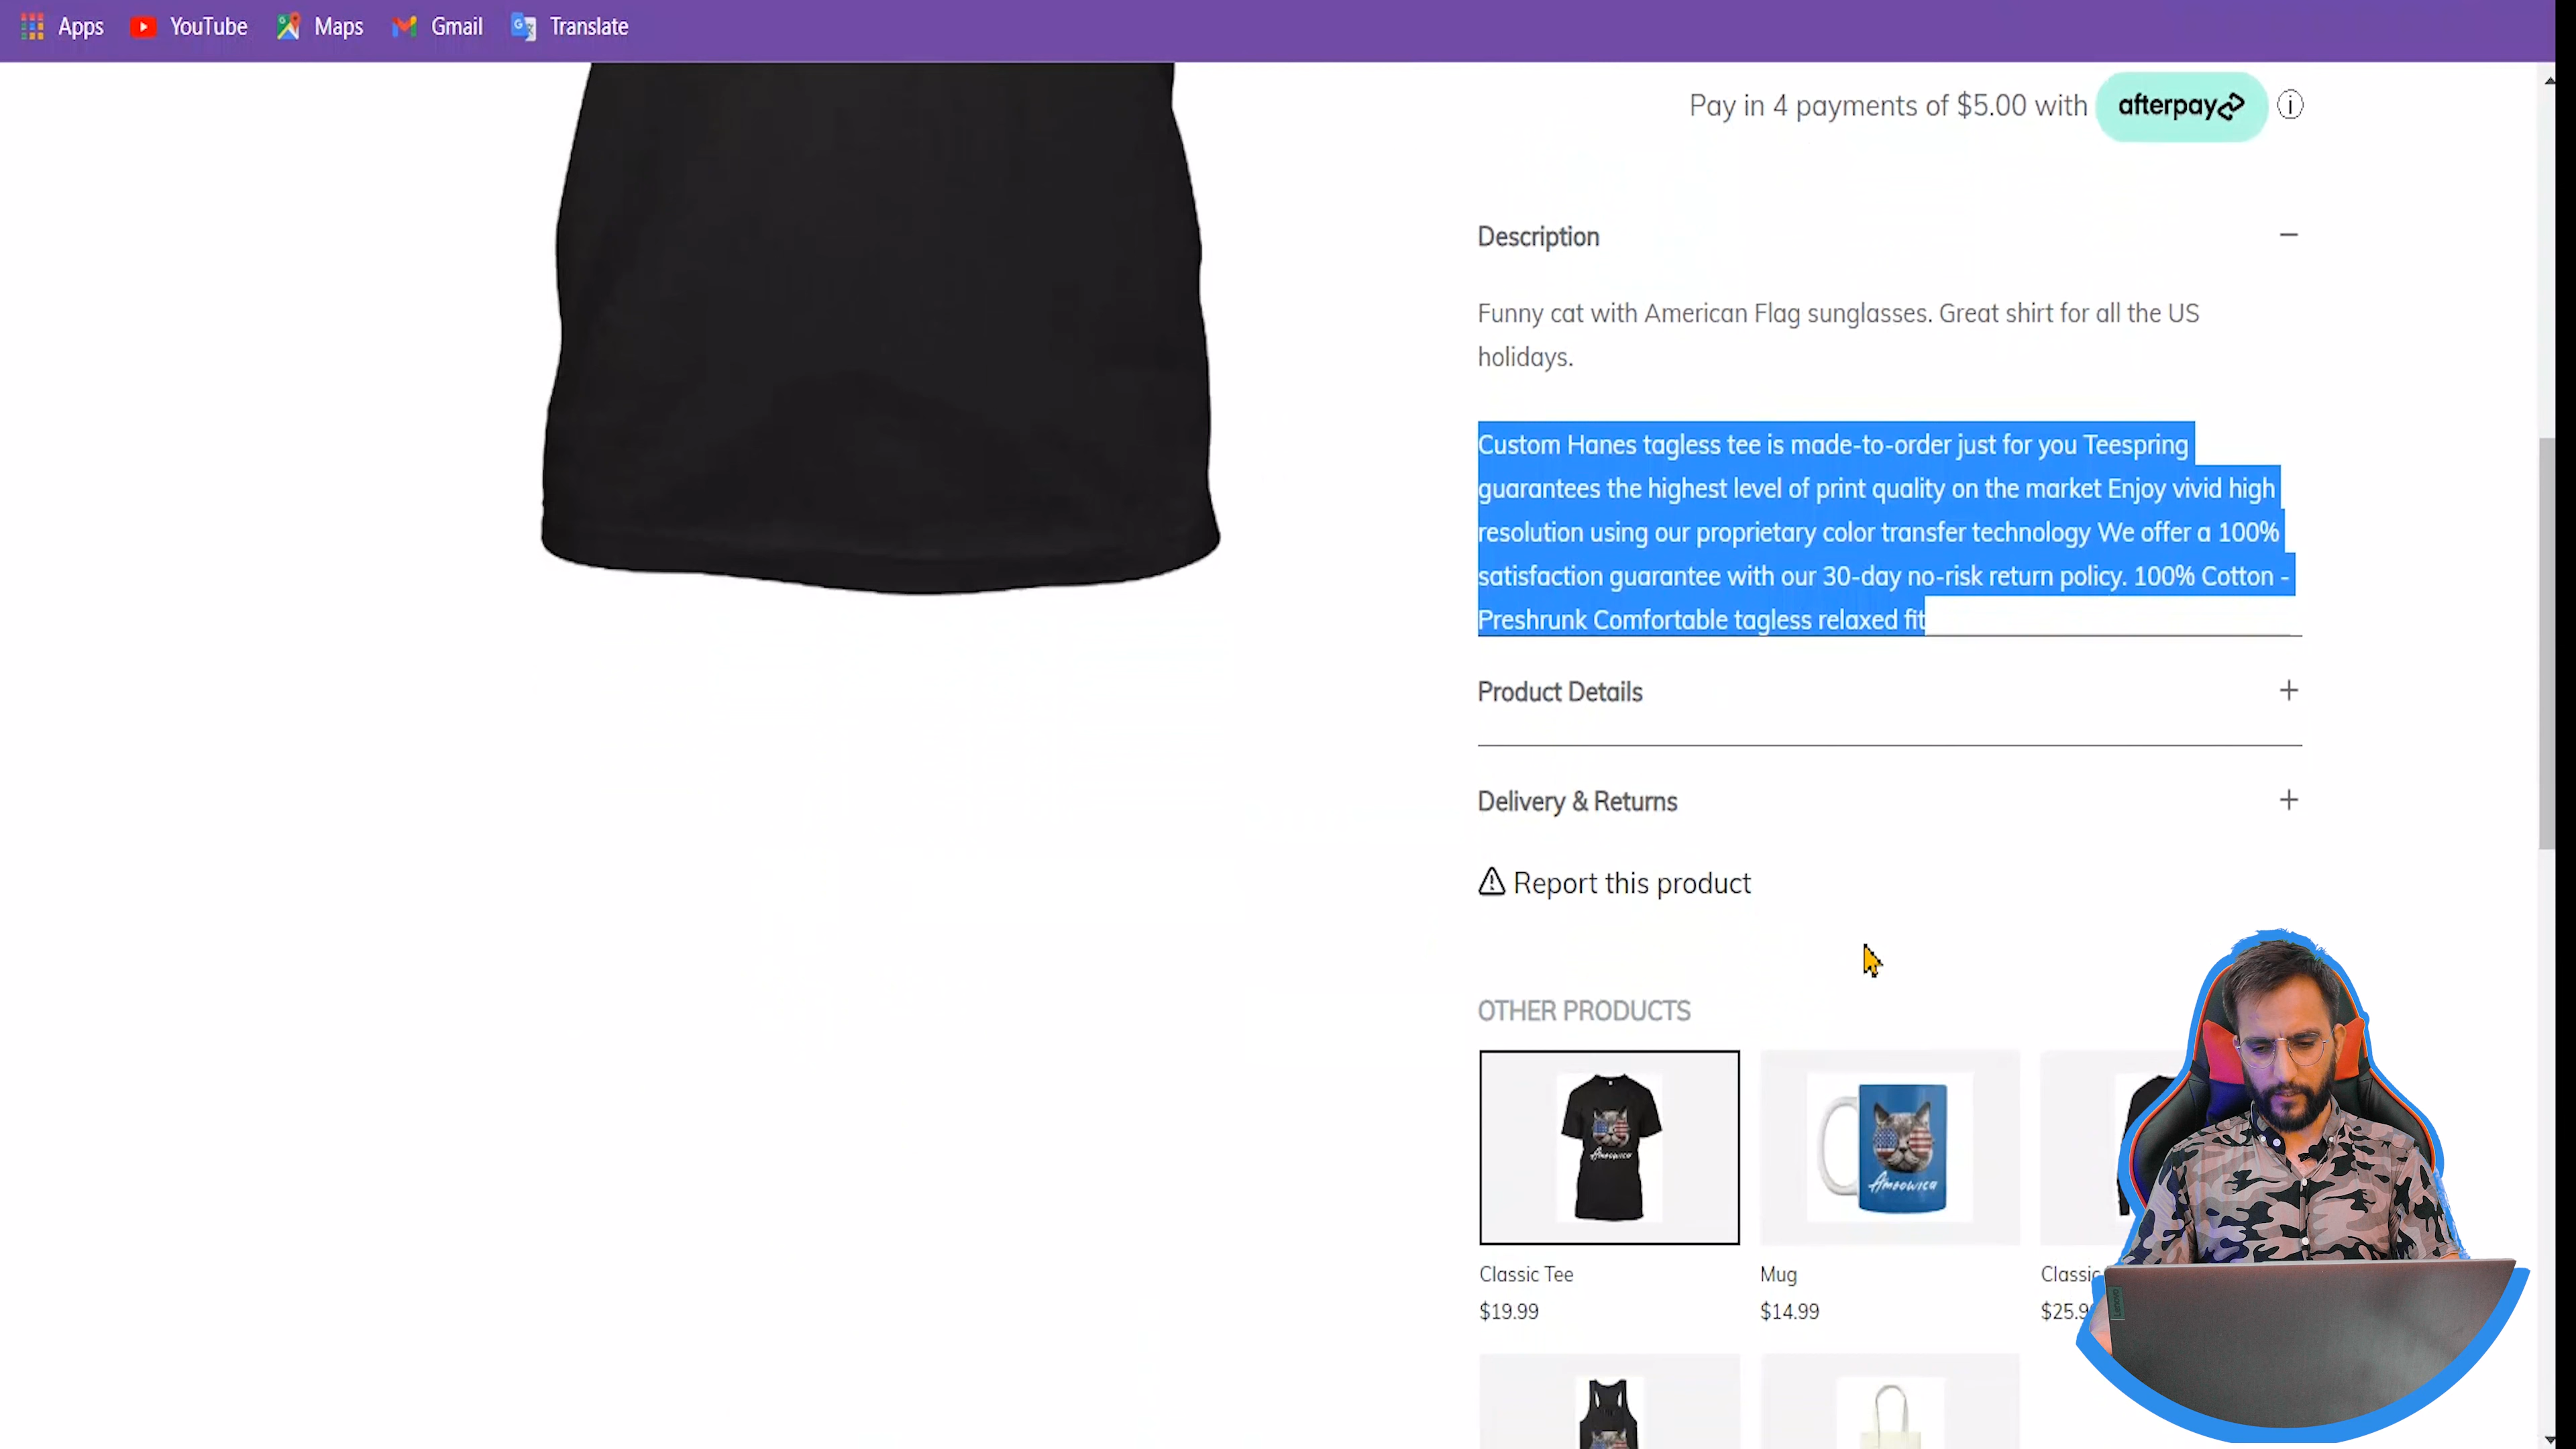 Apps YouTube Maps Gmail Translate
Pay in 4 payments of $5.00 with afterpay
Description
Funny cat with American Flag sunglasses. Great shirt for all the US
holidays.
Custom Hanes tagless tee is made-to-order just for you Teespring
guarantees the highest level of print quality on the market Enjoy vivid high
resolution using our proprietary color transfer technology We offer a 100%
satisfaction guarantee with our 30-day no-risk return policy. 100% Cotton -
Preshrunk Comfortable tagless relaxed fit
Product Details
Delivery & Returns
Report this product
OTHER PRODUCTS
Ameowica
Ameowica
Classic Tee
Mug
Classic
$19.99
$14.99
$25.9
Lenovo